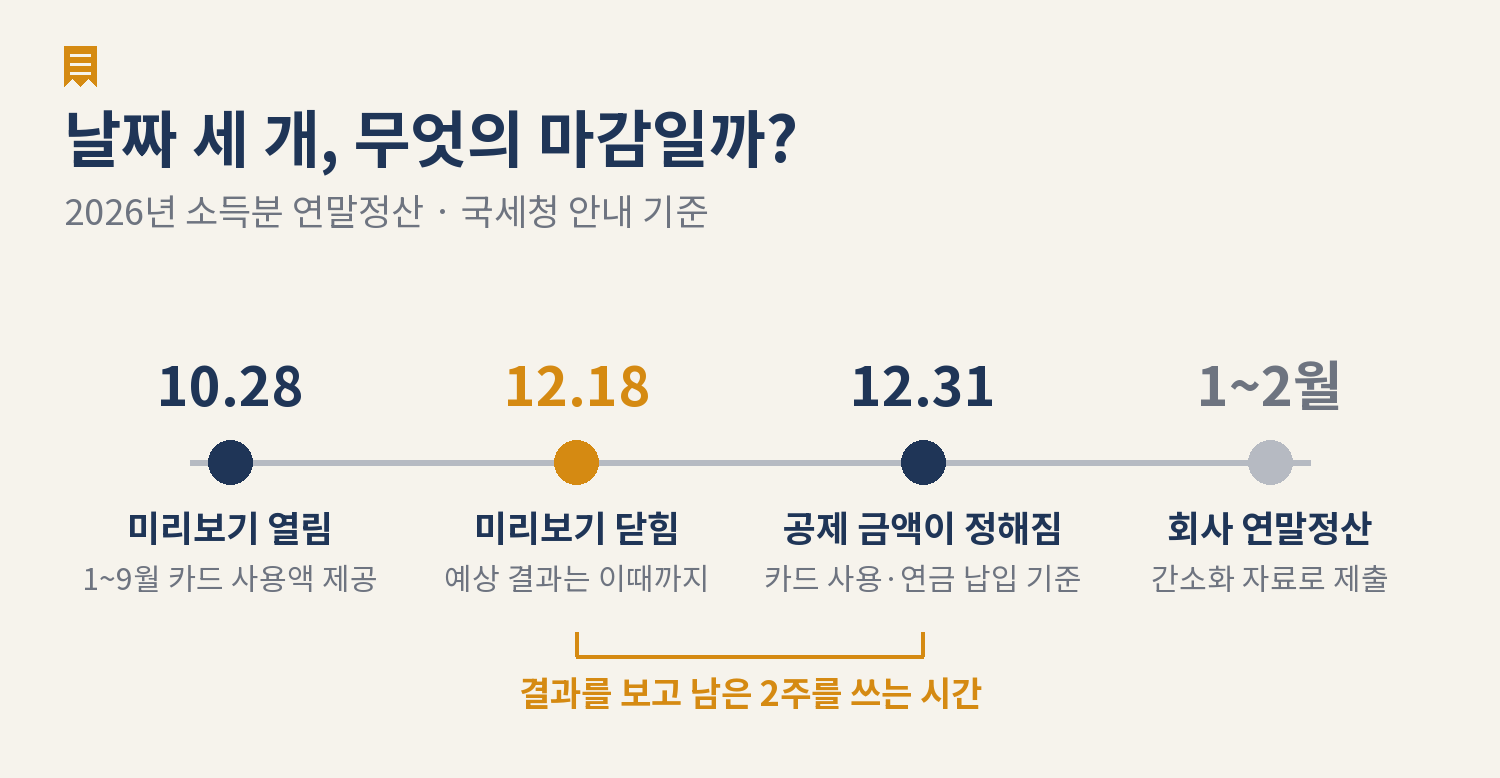 날짜 세 개, 무엇의 마감일까?
2026년 소득분 연말정산 · 국세청 안내 기준
10.28
12.18
12.31
1~2월
미리보기 열림
미리보기 닫힘
공제 금액이 정해짐
회사 연말정산
1~9월 카드 사용액 제공
예상 결과는 이때까지
카드 사용·연금 납입 기준
간소화 자료로 제출
결과를 보고 남은 2주를 쓰는 시간